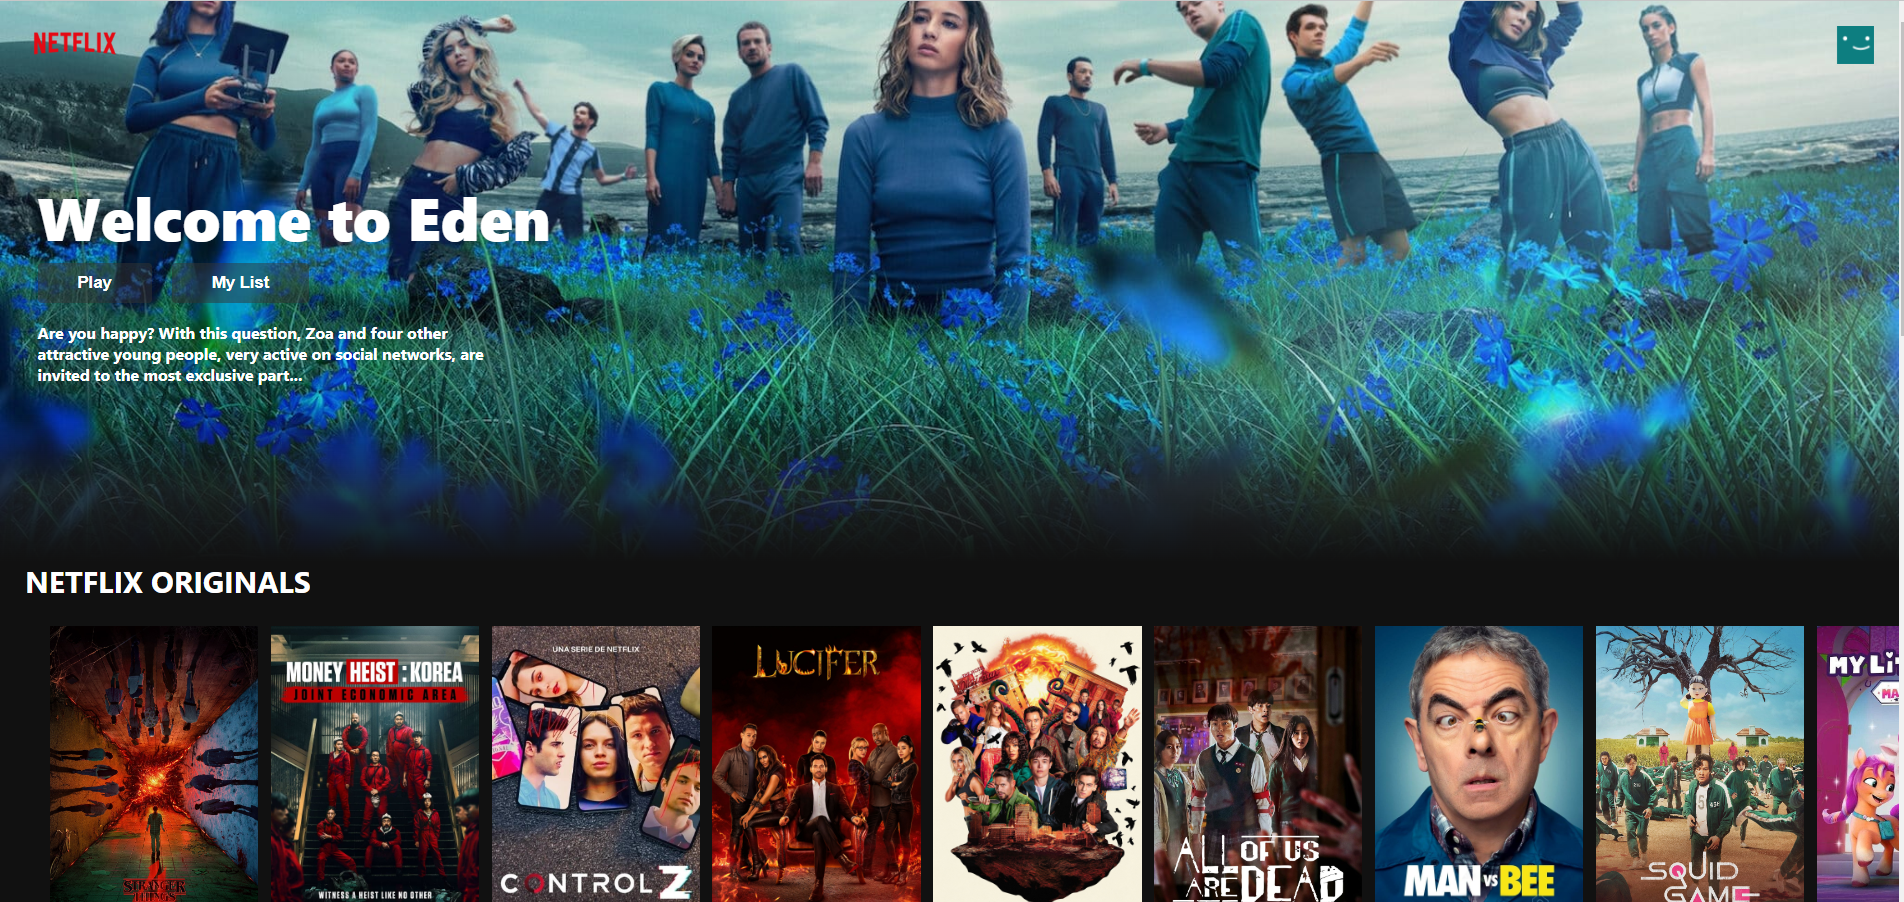 NETFLIX
Welcome to Eden
Play
My List
Are you happy? With this question, Zoa and four other
attractive young people, very active on social networks, are
invited to the most exclusive part...
NETFLIX ORIGINALS
STRANGER
THINGS
MONEY HEIST : KOREA
JOINT ECONOMIC AREA
WITNESS A HEIST LIKE NO OTHER
UNA SERIE DE NETFLIX
CONTROL Z
LUCIFER
ALL OF US
ARE DEAD
MAN VS BEE
SQUID
GAME
MY LIT